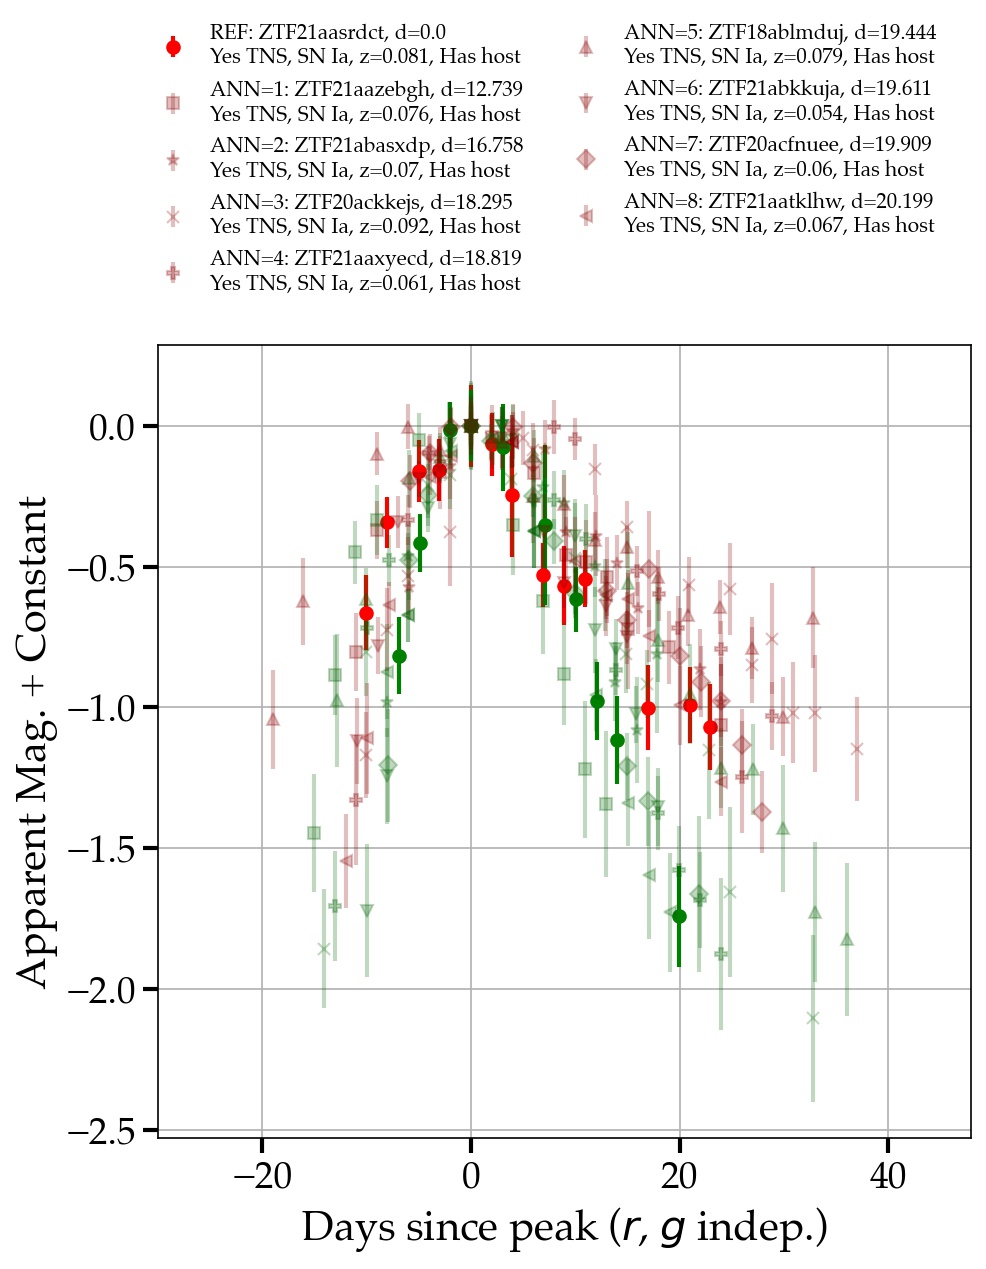 REF: ZTF21aasrdct, d=0.0
Yes TNS, SN Ia, z=0.081, Has host
ANN=1: ZTF21aazebgh, d=12.739
Yes TNS, SN Ia, z=0.076, Has host
ANN=2: ZTF21abasxdp, d=16.758
Yes TNS, SN Ia, z=0.07, Has host
ANN=3: ZTF20ackkejs, d=18.295
Yes TNS, SN Ia, z=0.092, Has host
ANN=4: ZTF21aaxyecd, d=18.819
Yes TNS, SN Ia, z=0.061, Has host
ANN=5: ZTF18ablmduj, d=19.444
Yes TNS, SN Ia, z=0.079, Has host
ANN=6: ZTF21abkkuja, d=19.611
Yes TNS, SN Ia, z=0.054, Has host
ANN=7: ZTF20acfnuee, d=19.909
Yes TNS, SN Ia, z=0.06, Has host
ANN=8: ZTF21aatklhw, d=20.199
Yes TNS, SN Ia, z=0.067, Has host
Apparent Mag. + Constant
0.0
−0.5
−1.0
−1.5
−2.0
−2.5
−20
0
20
40
Days since peak (r, g indep.)